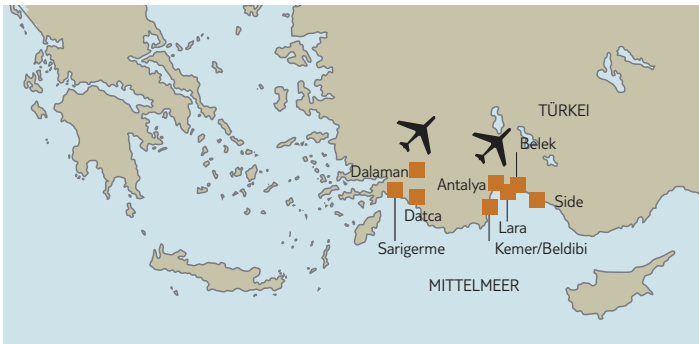 TÜRKEI
Belek
Dalaman
Antalya
Side
Datca
Lara
Sarigerme
Kemer/Beldibi
MITTELMEER